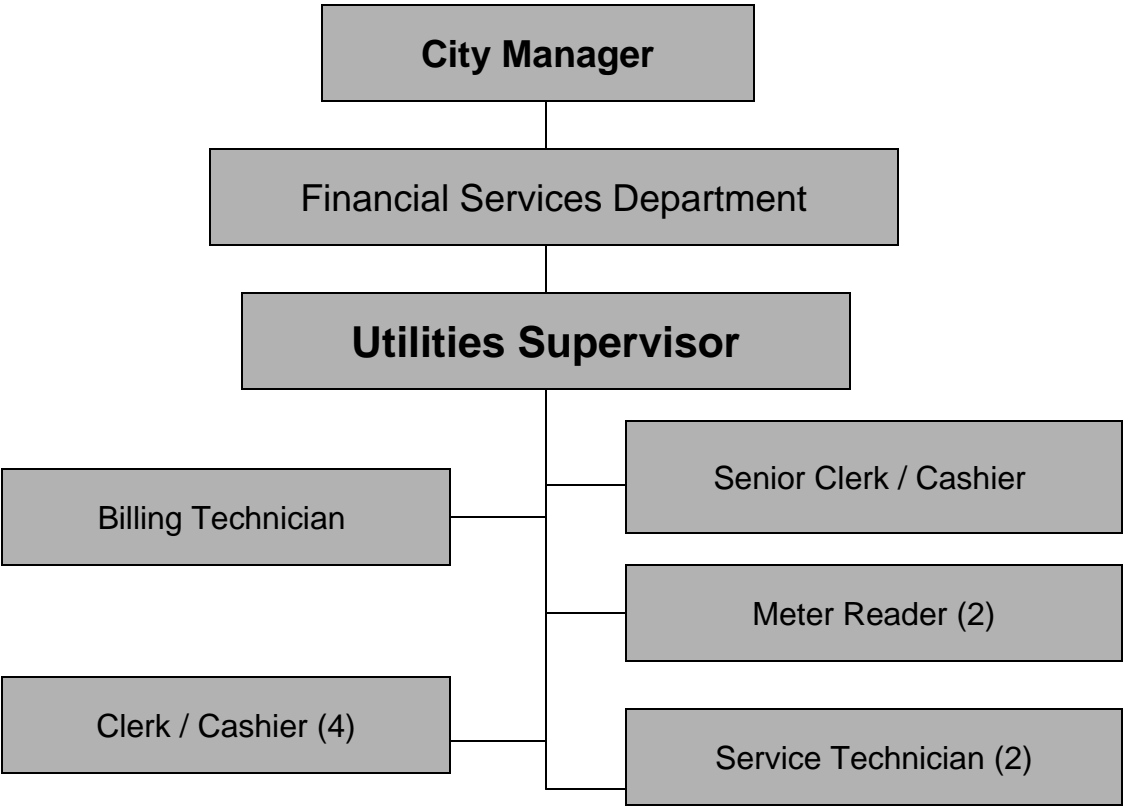 City Manager
Financial Services Department
Utilities Supervisor
Senior Clerk / Cashier
Billing Technician
Meter Reader (2)
Clerk / Cashier (4)
Service Technician (2)